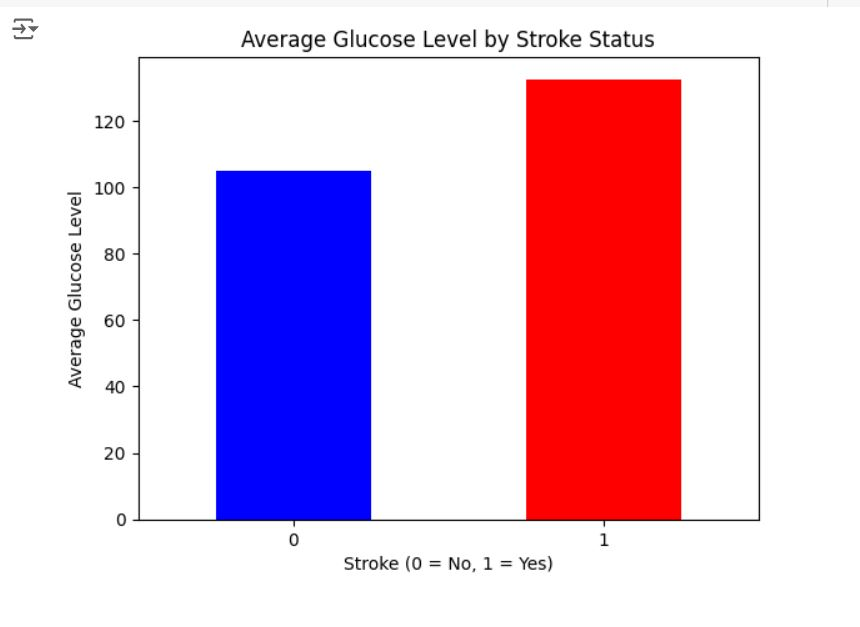 Average Glucose Level by Stroke Status
Average Glucose Level
120
100
80
60
40
20
0
0 1
Stroke (0 = No, 1 = Yes)